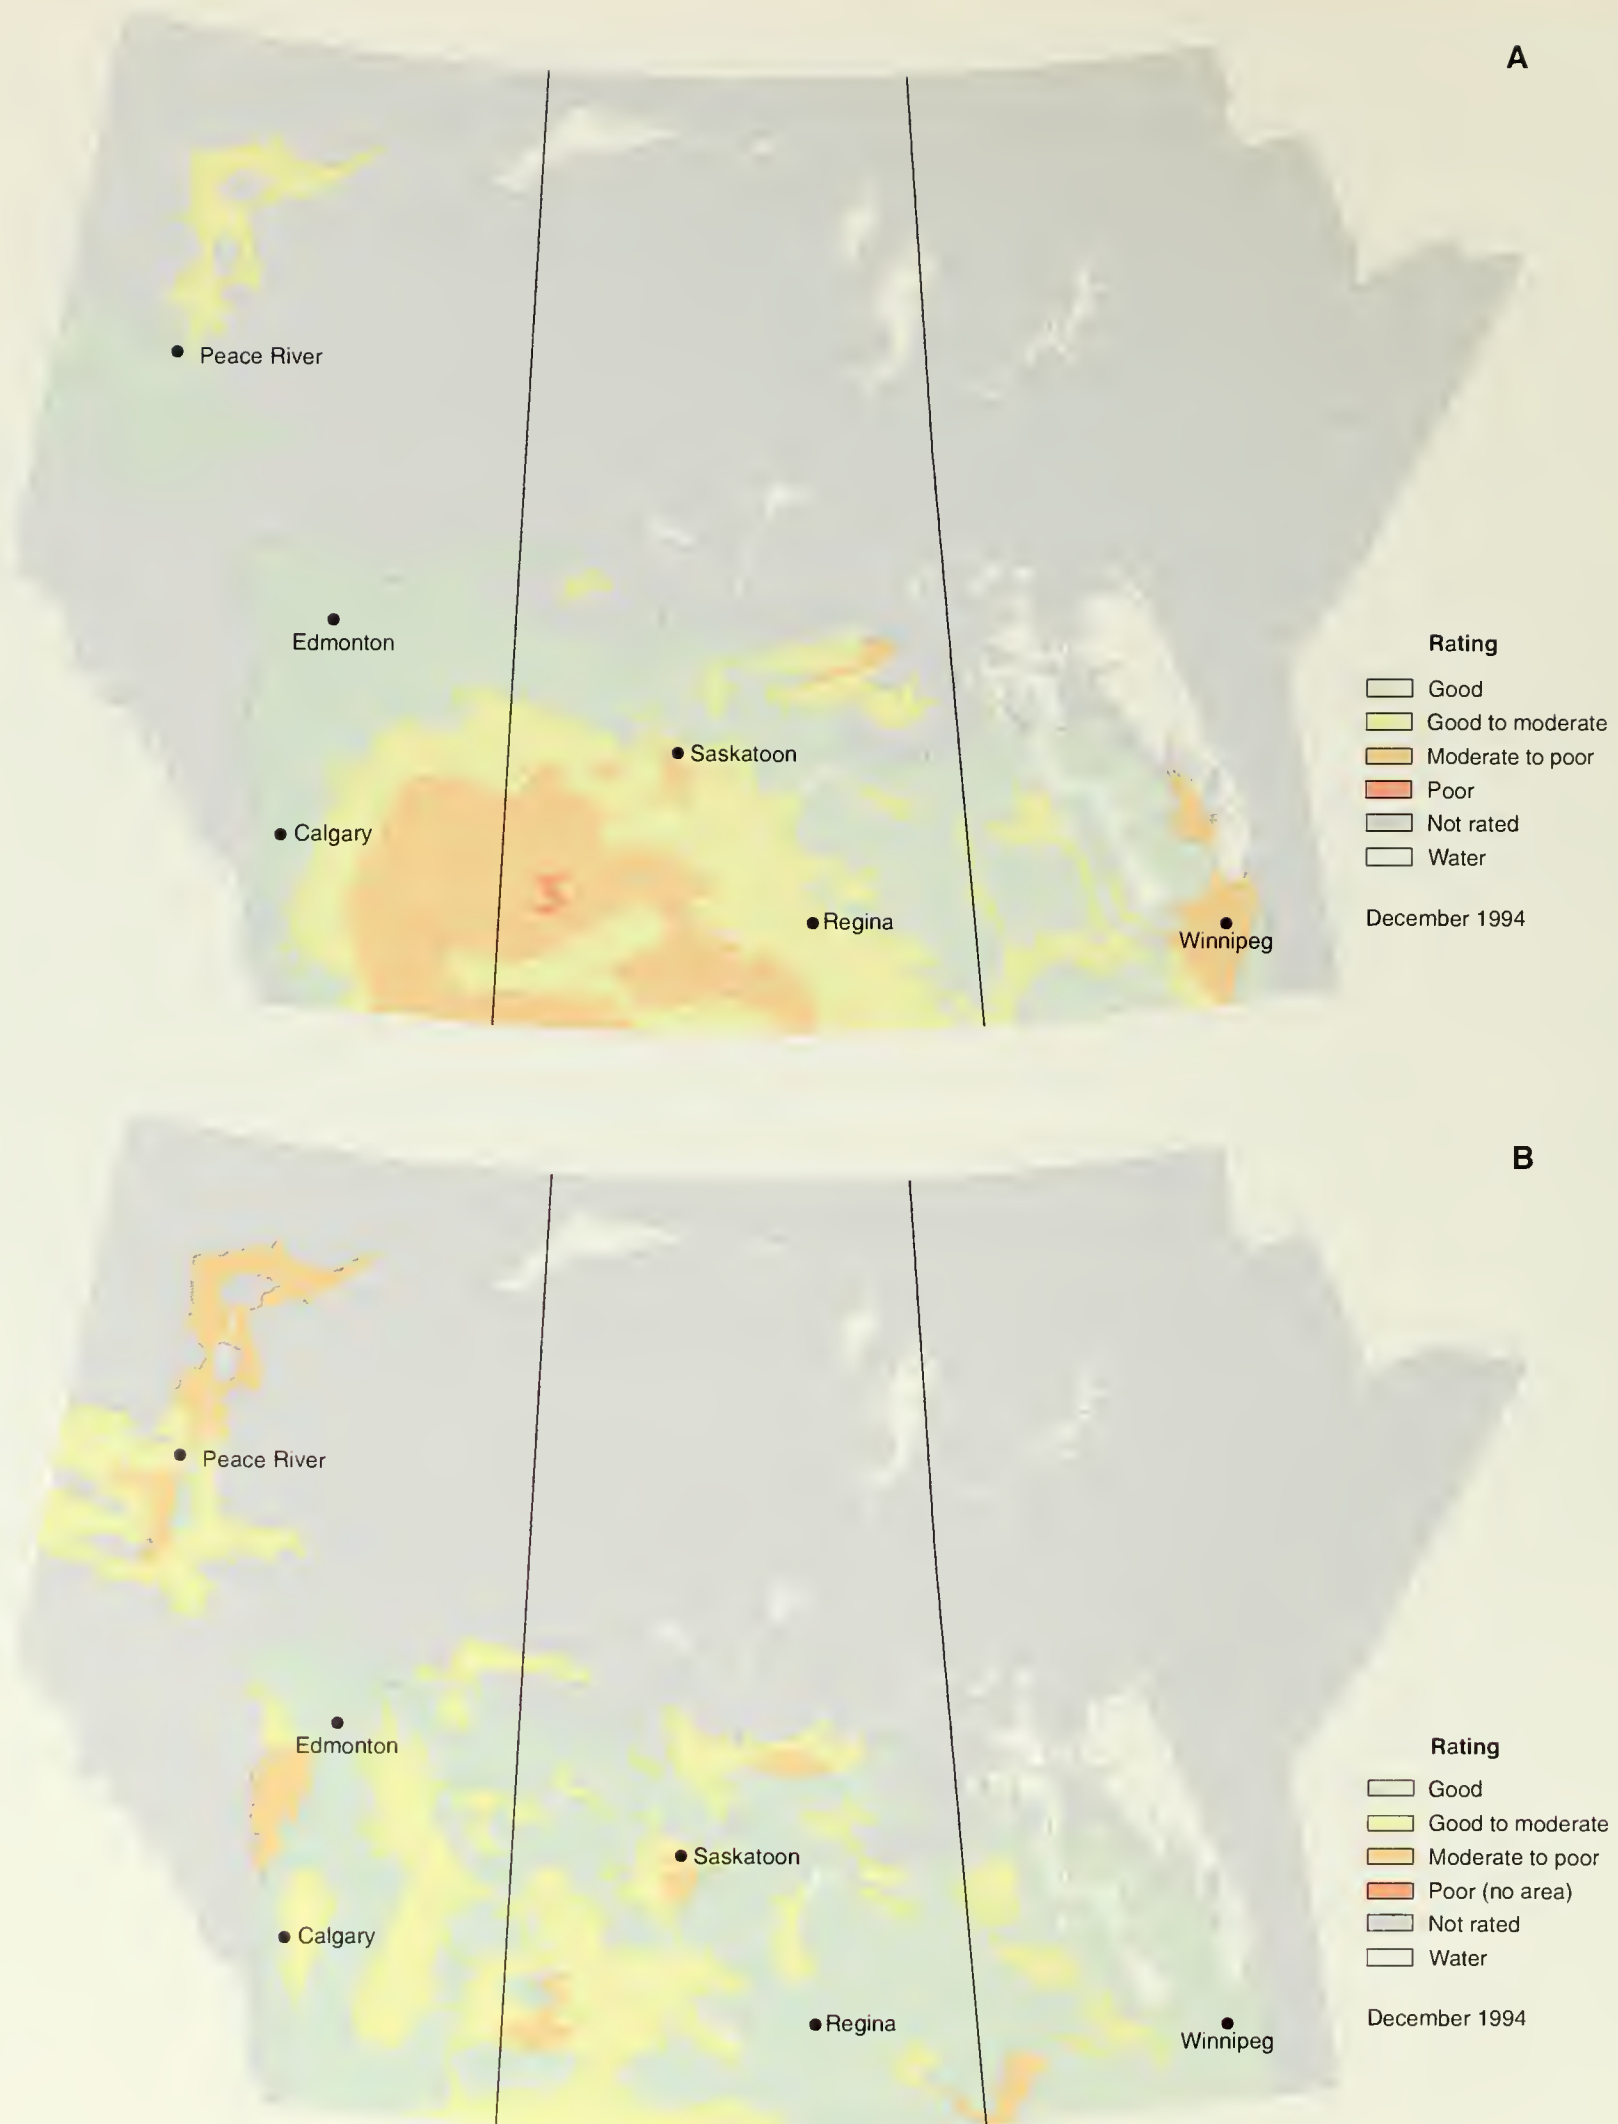 A
Peace River
Edmonton
Saskatoon
Calgary
Regina
Winnipeg
Rating
Good
Good to moderate
Moderate to poor
Poor
Not rated
Water
December 1994
B
Peace River
Edmonton
Saskatoon
Calgary
Regina
Winnipeg
Rating
Good
Good to moderate
Moderate to poor
Poor (no area)
Not rated
Water
December 1994